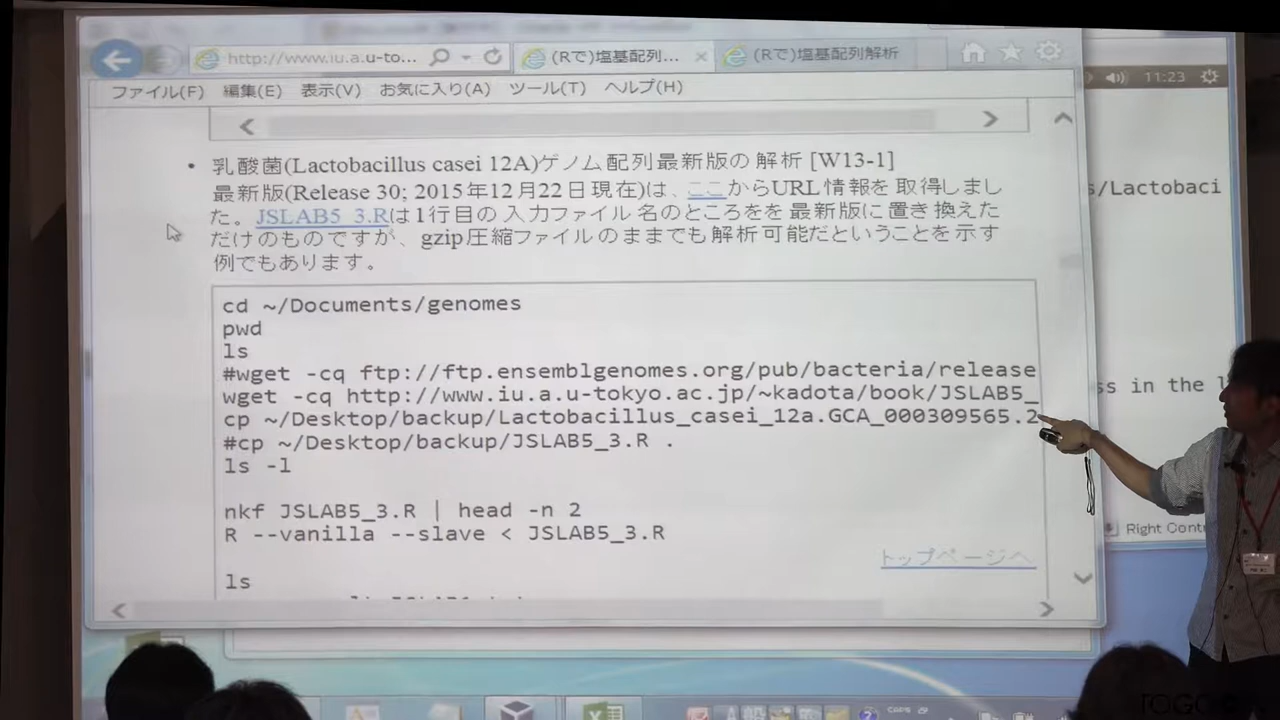 http://www.iu.a.u-to...
(Rで)塩基配列...
(Rで)塩基配列解析
11:23
ファイル(F) 編集(E) 表示(V) お気に入り(A) ツール(T) ヘルプ(H)
• 乳酸菌(Lactobacillus casei 12A)ゲノム配列最新版の解析 [W13-1]
最新版(Release 30; 2015年12月22日現在)は、ここからURL情報を取得しまし
た。JSLAB5_3.Rは1行目の入力ファイル名のところをを最新版に置き換えた
だけのものですが、gzip圧縮ファイルのままでも解析可能だということを示す
例でもあります。
s/Lactobaci
cd ~/Documents/genomes
pwd
ls
#wget -cq ftp://ftp.ensemblgenomes.org/pub/bacteria/release
wget -cq http://www.iu.a.u-tokyo.ac.jp/~kadota/book/JSLAB5_
cp ~/Desktop/backup/Lactobacillus_casei_12a.GCA_000309565.2
#cp ~/Desktop/backup/JSLAB5_3.R .
ls -l
nkf JSLAB5_3.R | head -n 2
R --vanilla --slave < JSLAB5_3.R
トップページへ
ls
ss in the
Right Contr
TOGO